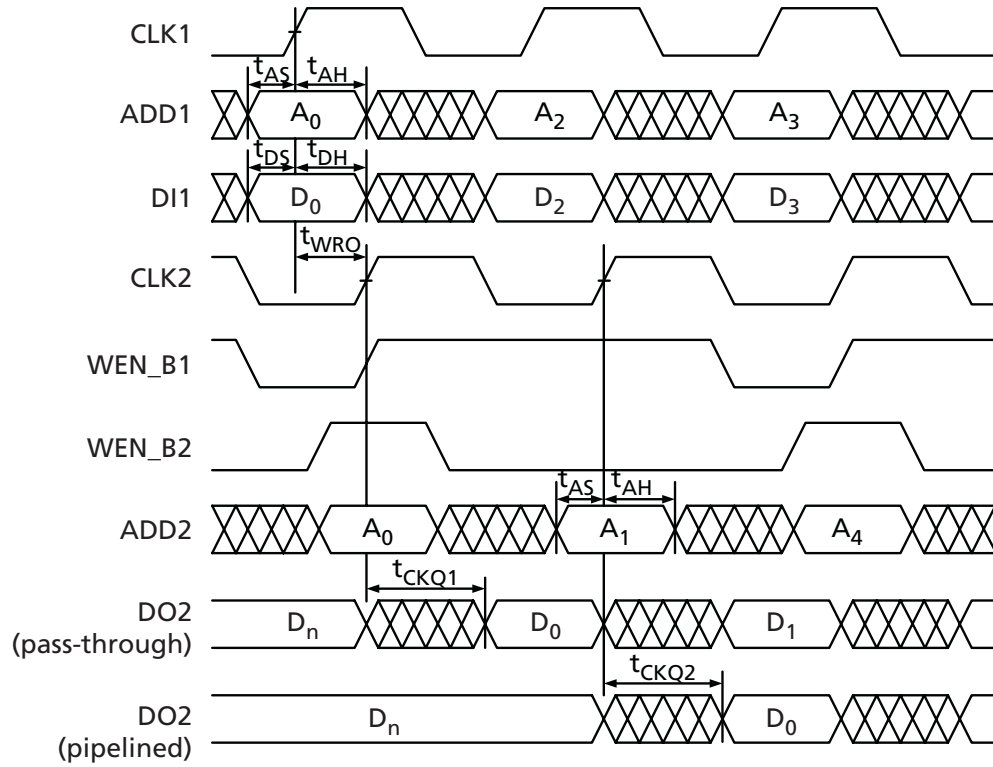 CLK1
t_AS t_AH
ADD1 A_0 A_2 A_3
t_DS t_DH
DI1 D_0 D_2 D_3
t_WRO
CLK2
WEN_B1
WEN_B2
t_AS t_AH
ADD2 A_0 A_1 A_4
t_CKQ1
DO2
(pass-through) D_n D_0 D_1
t_CKQ2
DO2
(pipelined) D_n D_0